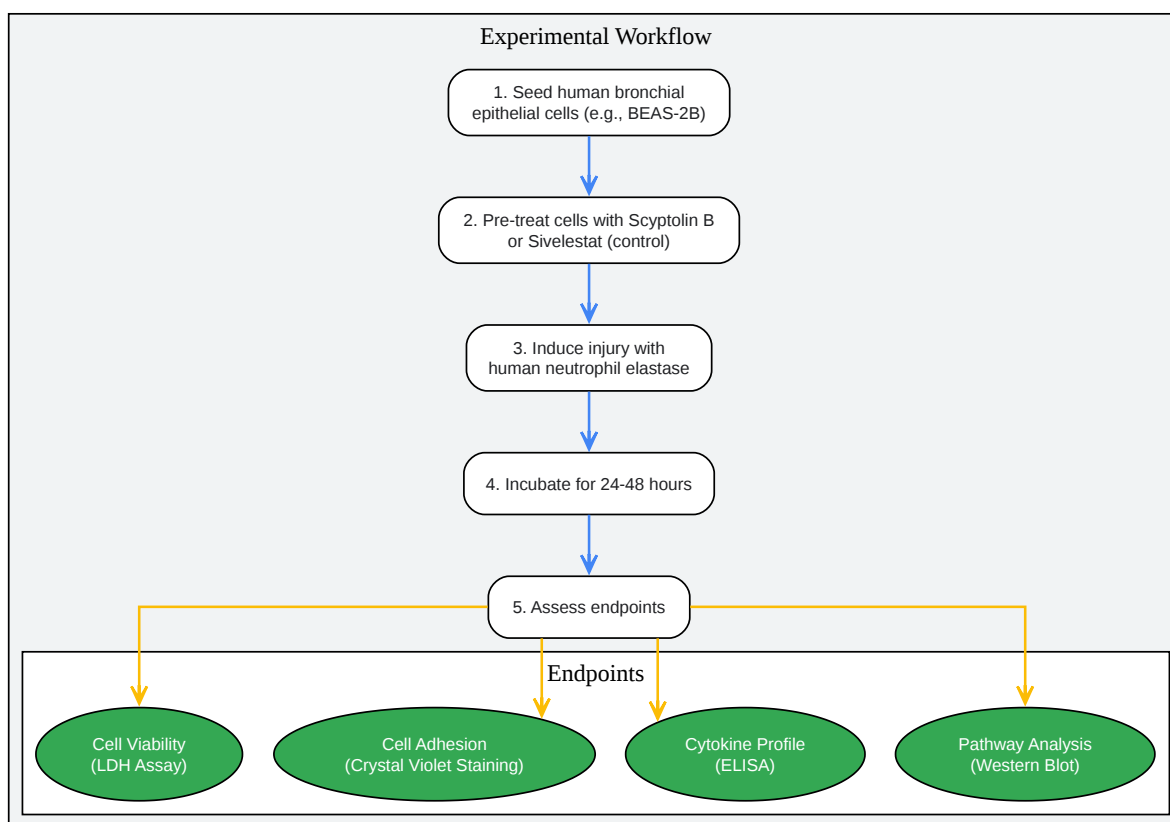 Experimental Workflow
1. Seed human bronchial
epithelial cells (e.g., BEAS-2B)
2. Pre-treat cells with Scyptolin B
or Sivelestat (control)
3. Induce injury with
human neutrophil elastase
4. Incubate for 24-48 hours
5. Assess endpoints
Endpoints
Cell Viability
(LDH Assay)
Cell Adhesion
(Crystal Violet Staining)
Cytokine Profile
(ELISA)
Pathway Analysis
(Western Blot)